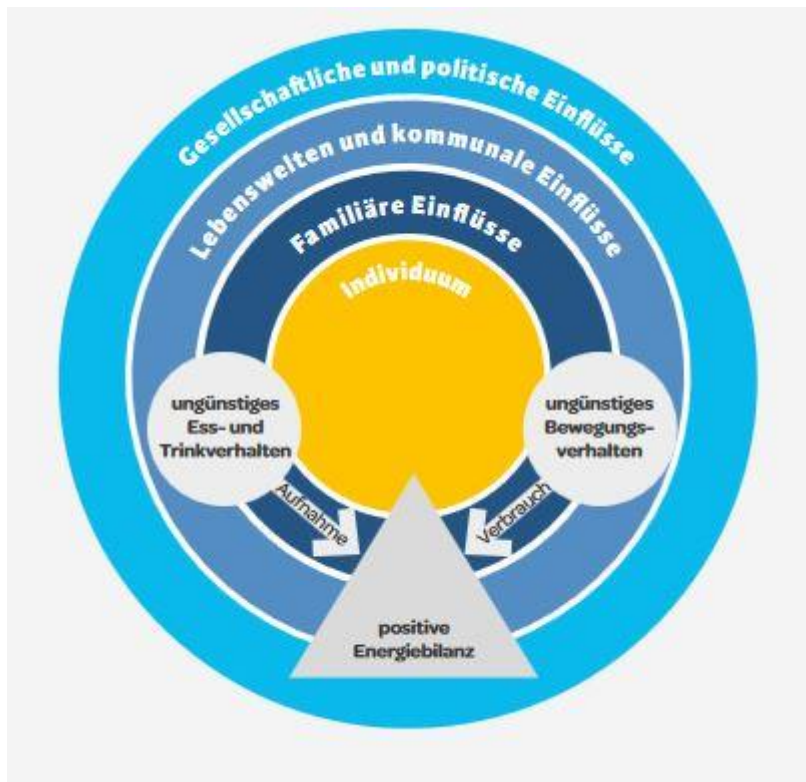 Gesellschaftliche und politische Einflüsse
Lebenswelten und kommunale Einflüsse
Familiäre Einflüsse
Individuum
ungünstiges
Ess- und
Trinkverhalten
ungünstiges
Bewegungs-
verhalten
Aufnahme
Verbrauch
positive
Energiebilanz